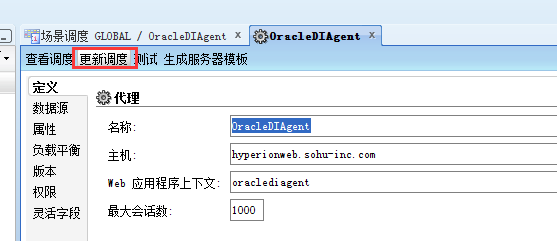 场景调度 GLOBAL / OracleDIAgent x OracleDIAgent x
查看调度 更新调度 测试 生成服务器模板
定义
数据源
属性
负载平衡
版本
权限
灵活字段
代理
名称: OracleDIAgent
主机: hyperionweb.sohu-inc.com
Web 应用程序上下文: oraclediagent
最大会话数: 1000